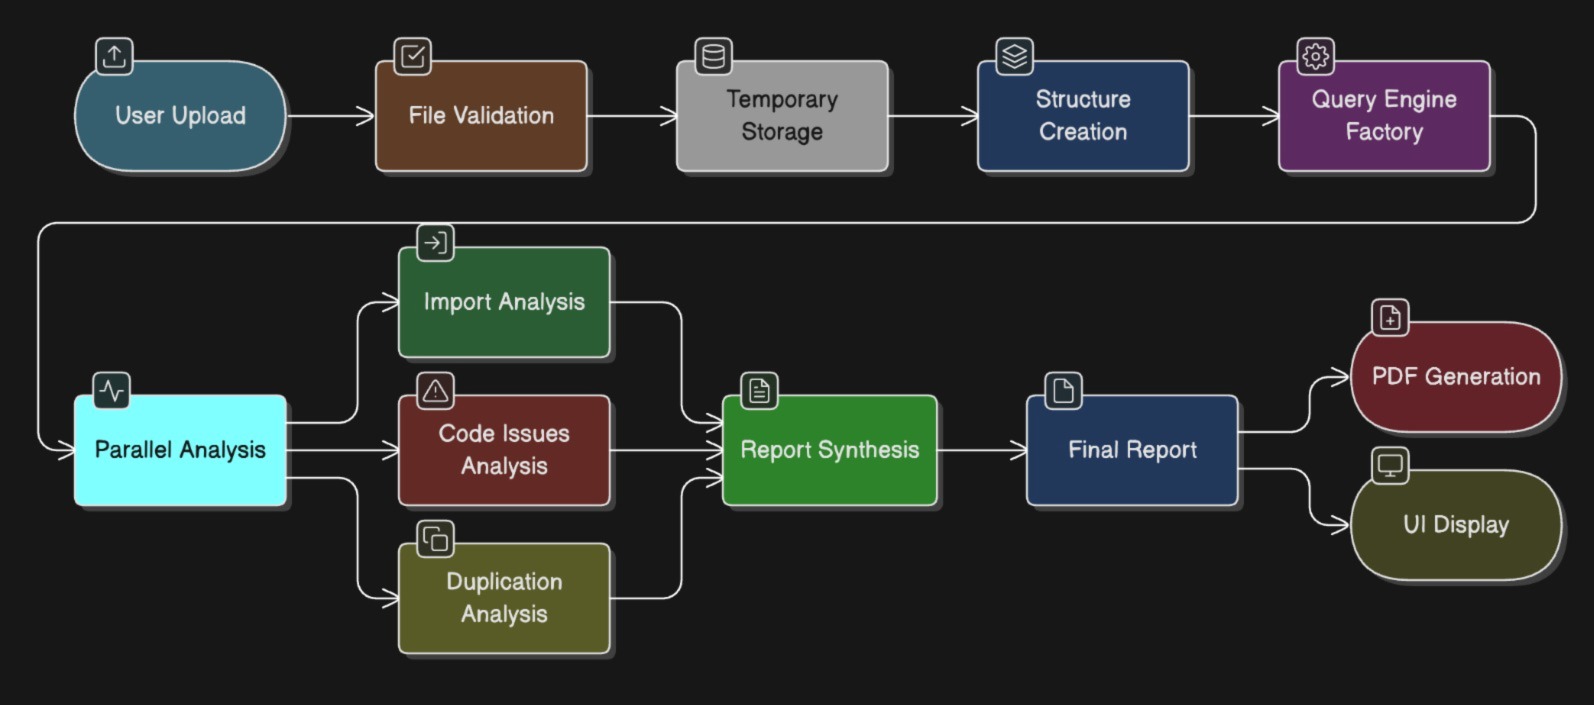 User Upload
File Validation
Temporary
Storage
Structure
Creation
Query Engine
Factory
Import Analysis
Parallel Analysis
Code Issues
Analysis
Duplication
Analysis
Report Synthesis
Final Report
PDF Generation
UI Display